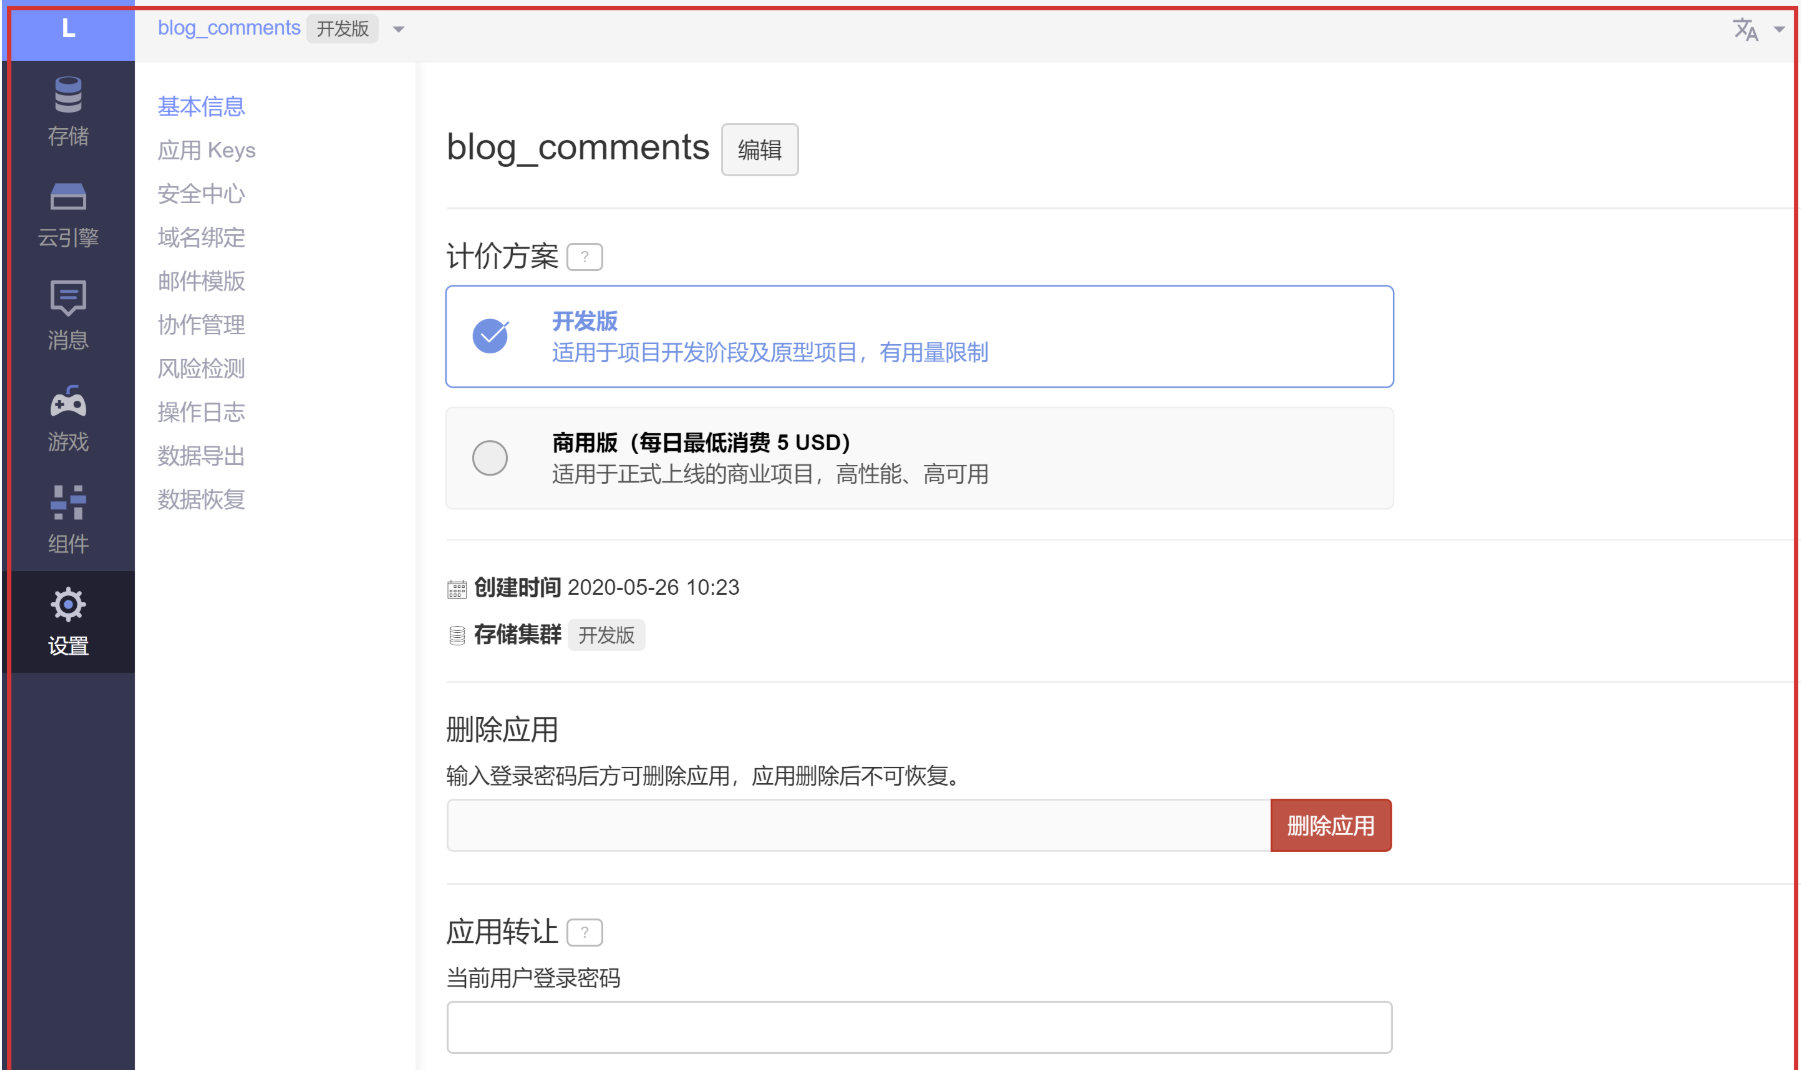 L
blog_comments 开发版
存储
云引擎
消息
游戏
组件
设置
基本信息
应用 Keys
安全中心
域名绑定
邮件模版
协作管理
风险检测
操作日志
数据导出
数据恢复
blog_comments 编辑
计价方案 ?
开发版
适用于项目开发阶段及原型项目，有用量限制
商用版（每日最低消费 5 USD）
适用于正式上线的商业项目，高性能、高可用
创建时间 2020-05-26 10:23
存储集群 开发版
删除应用
输入登录密码后方可删除应用，应用删除后不可恢复。
删除应用
应用转让 ?
当前用户登录密码